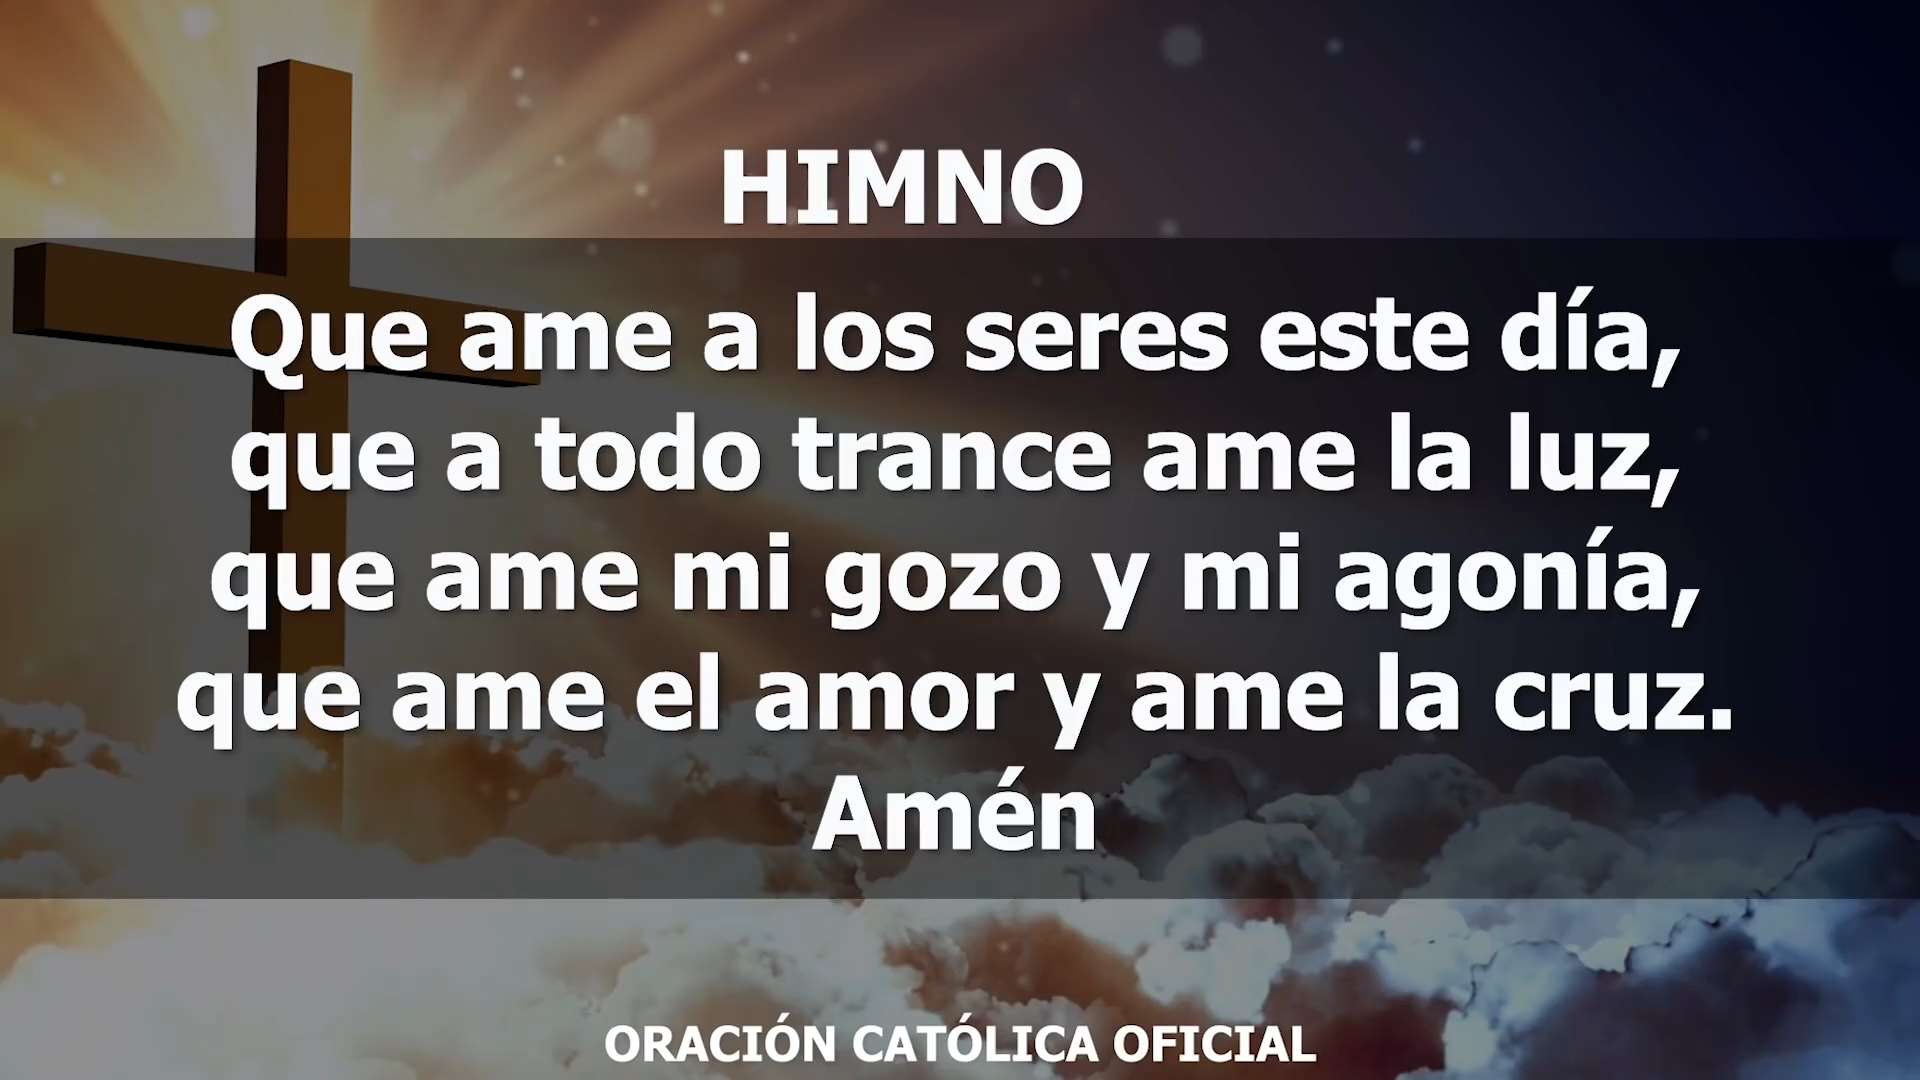 HIMNO
Que ame a los seres este día,
que a todo trance ame la luz,
que ame mi gozo y mi agonía,
que ame el amor y ame la cruz.
Amén
ORACIÓN CATÓLICA OFICIAL